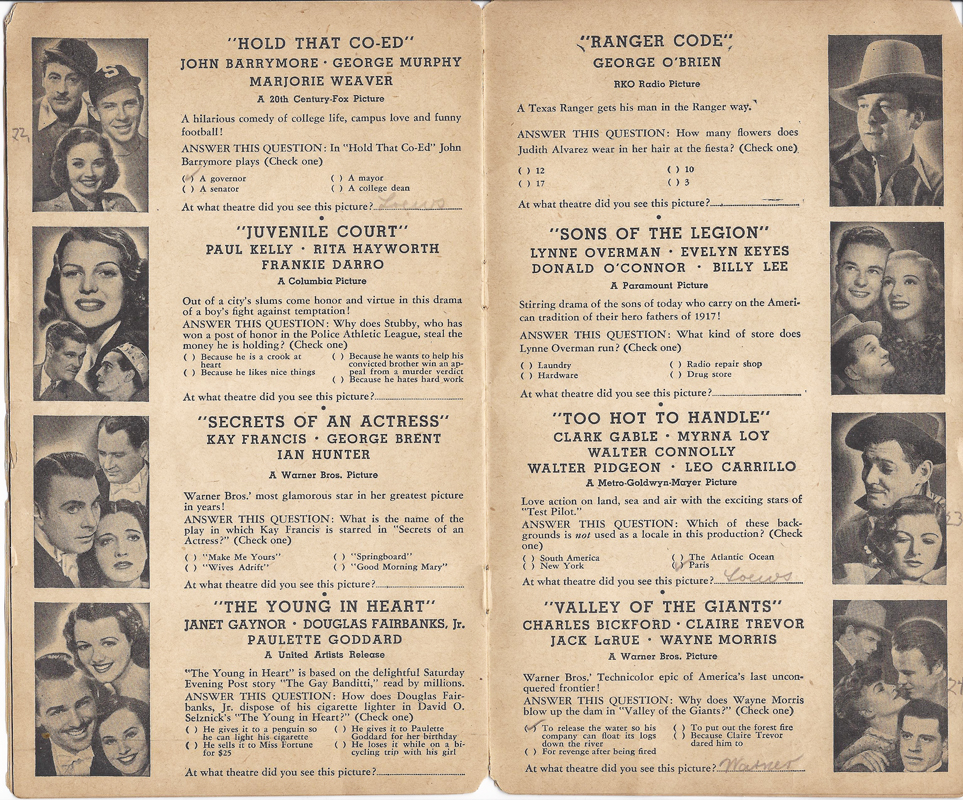 "HOLD THAT CO-ED"
JOHN BARRYMORE · GEORGE MURPHY
MARJORIE WEAVER
A 20th Century-Fox Picture
A hilarious comedy of college life, campus love and funny
football!
ANSWER THIS QUESTION: In "Hold That Co-Ed" John
Barrymore plays (Check one)
( ) A governor ( ) A mayor
( ) A senator ( ) A college dean
At what theatre did you see this picture? Loews
22
"JUVENILE COURT"
PAUL KELLY · RITA HAYWORTH
FRANKIE DARRO
A Columbia Picture
Out of a city's slums come honor and virtue in this drama
of a boy's fight against temptation!
ANSWER THIS QUESTION: Why does Stubby, who has
won a post of honor in the Police Athletic League, steal the
money he is holding? (Check one)
( ) Because he is a crook at
heart
( ) Because he likes nice things
( ) Because he wants to help his
convicted brother win an ap-
peal from a murder verdict
( ) Because he hates hard work
At what theatre did you see this picture?
"SECRETS OF AN ACTRESS"
KAY FRANCIS · GEORGE BRENT
IAN HUNTER
A Warner Bros. Picture
Warner Bros.' most glamorous star in her greatest picture
in years!
ANSWER THIS QUESTION: What is the name of the
play in which Kay Francis is starred in "Secrets of an
Actress?" (Check one)
( ) "Make Me Yours" ( ) "Springboard"
( ) "Wives Adrift" ( ) "Good Morning Mary"
At what theatre did you see this picture?
"THE YOUNG IN HEART"
JANET GAYNOR · DOUGLAS FAIRBANKS, Jr.
PAULETTE GODDARD
A United Artists Release
"The Young in Heart" is based on the delightful Saturday
Evening Post story "The Gay Banditti," read by millions.
ANSWER THIS QUESTION: How does Douglas Fair-
banks, Jr. dispose of his cigarette lighter in David O.
Selznick's "The Young in Heart?" (Check one)
( ) He gives it to a penguin so
he can light his cigarette
( ) He sells it to Miss Fortune
for $25
( ) He gives it to Paulette
Goddard for her birthday
( ) He loses it while on a bi-
cycling trip with his girl
At what theatre did you see this picture?
"RANGER CODE"
GEORGE O'BRIEN
RKO Radio Picture
A Texas Ranger gets his man in the Ranger way.
ANSWER THIS QUESTION: How many flowers does
Judith Alvarez wear in her hair at the fiesta? (Check one)
( ) 12 ( ) 10
( ) 17 ( ) 3
At what theatre did you see this picture?
"SONS OF THE LEGION"
LYNNE OVERMAN · EVELYN KEYES
DONALD O'CONNOR · BILLY LEE
A Paramount Picture
Stirring drama of the sons of today who carry on the Ameri-
can tradition of their hero fathers of 1917!
ANSWER THIS QUESTION: What kind of store does
Lynne Overman run? (Check one)
( ) Laundry ( ) Radio repair shop
( ) Hardware ( ) Drug store
At what theatre did you see this picture?
"TOO HOT TO HANDLE"
CLARK GABLE · MYRNA LOY
WALTER CONNOLLY
WALTER PIDGEON · LEO CARRILLO
A Metro-Goldwyn-Mayer Picture
Love action on land, sea and air with the exciting stars of
"Test Pilot."
ANSWER THIS QUESTION: Which of these back-
grounds is not used as a locale in this production? (Check
one)
( ) South America ( ) The Atlantic Ocean
( ) New York ( ) Paris
At what theatre did you see this picture? Loews
"VALLEY OF THE GIANTS"
CHARLES BICKFORD · CLAIRE TREVOR
JACK LaRUE · WAYNE MORRIS
A Warner Bros. Picture
Warner Bros.' Technicolor epic of America's last uncon-
quered frontier!
ANSWER THIS QUESTION: Why does Wayne Morris
blow up the dam in "Valley of the Giants?" (Check one)
( ) To release the water so his
company can float its logs
down the river
( ) For revenge after being fired
( ) To put out the forest fire
( ) Because Claire Trevor
dared him to
At what theatre did you see this picture? Warner